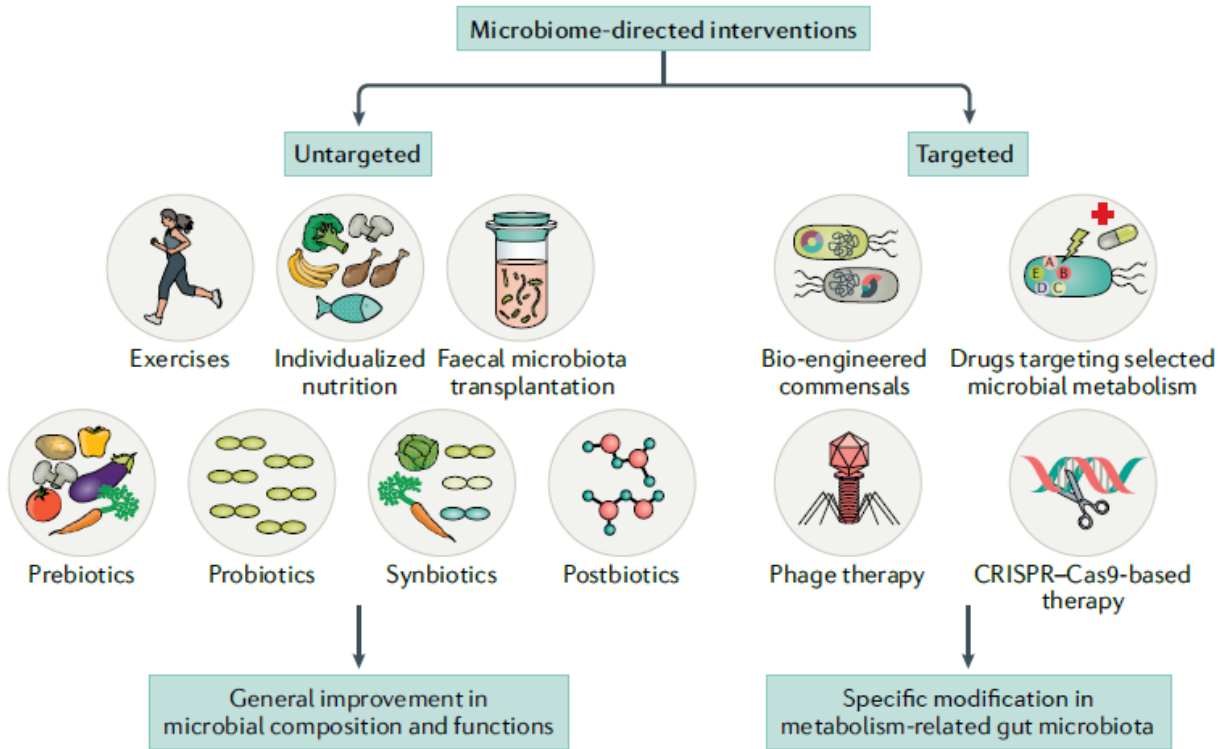 Microbiome-directed interventions
Untargeted
Targeted
Exercises
Individualized
nutrition
Faecal microbiota
transplantation
Bio-engineered
commensals
A
B
C
D
E
Drugs targeting selected
microbial metabolism
Prebiotics
Probiotics
Synbiotics
Postbiotics
Phage therapy
CRISPR–Cas9-based
therapy
General improvement in
microbial composition and functions
Specific modification in
metabolism-related gut microbiota